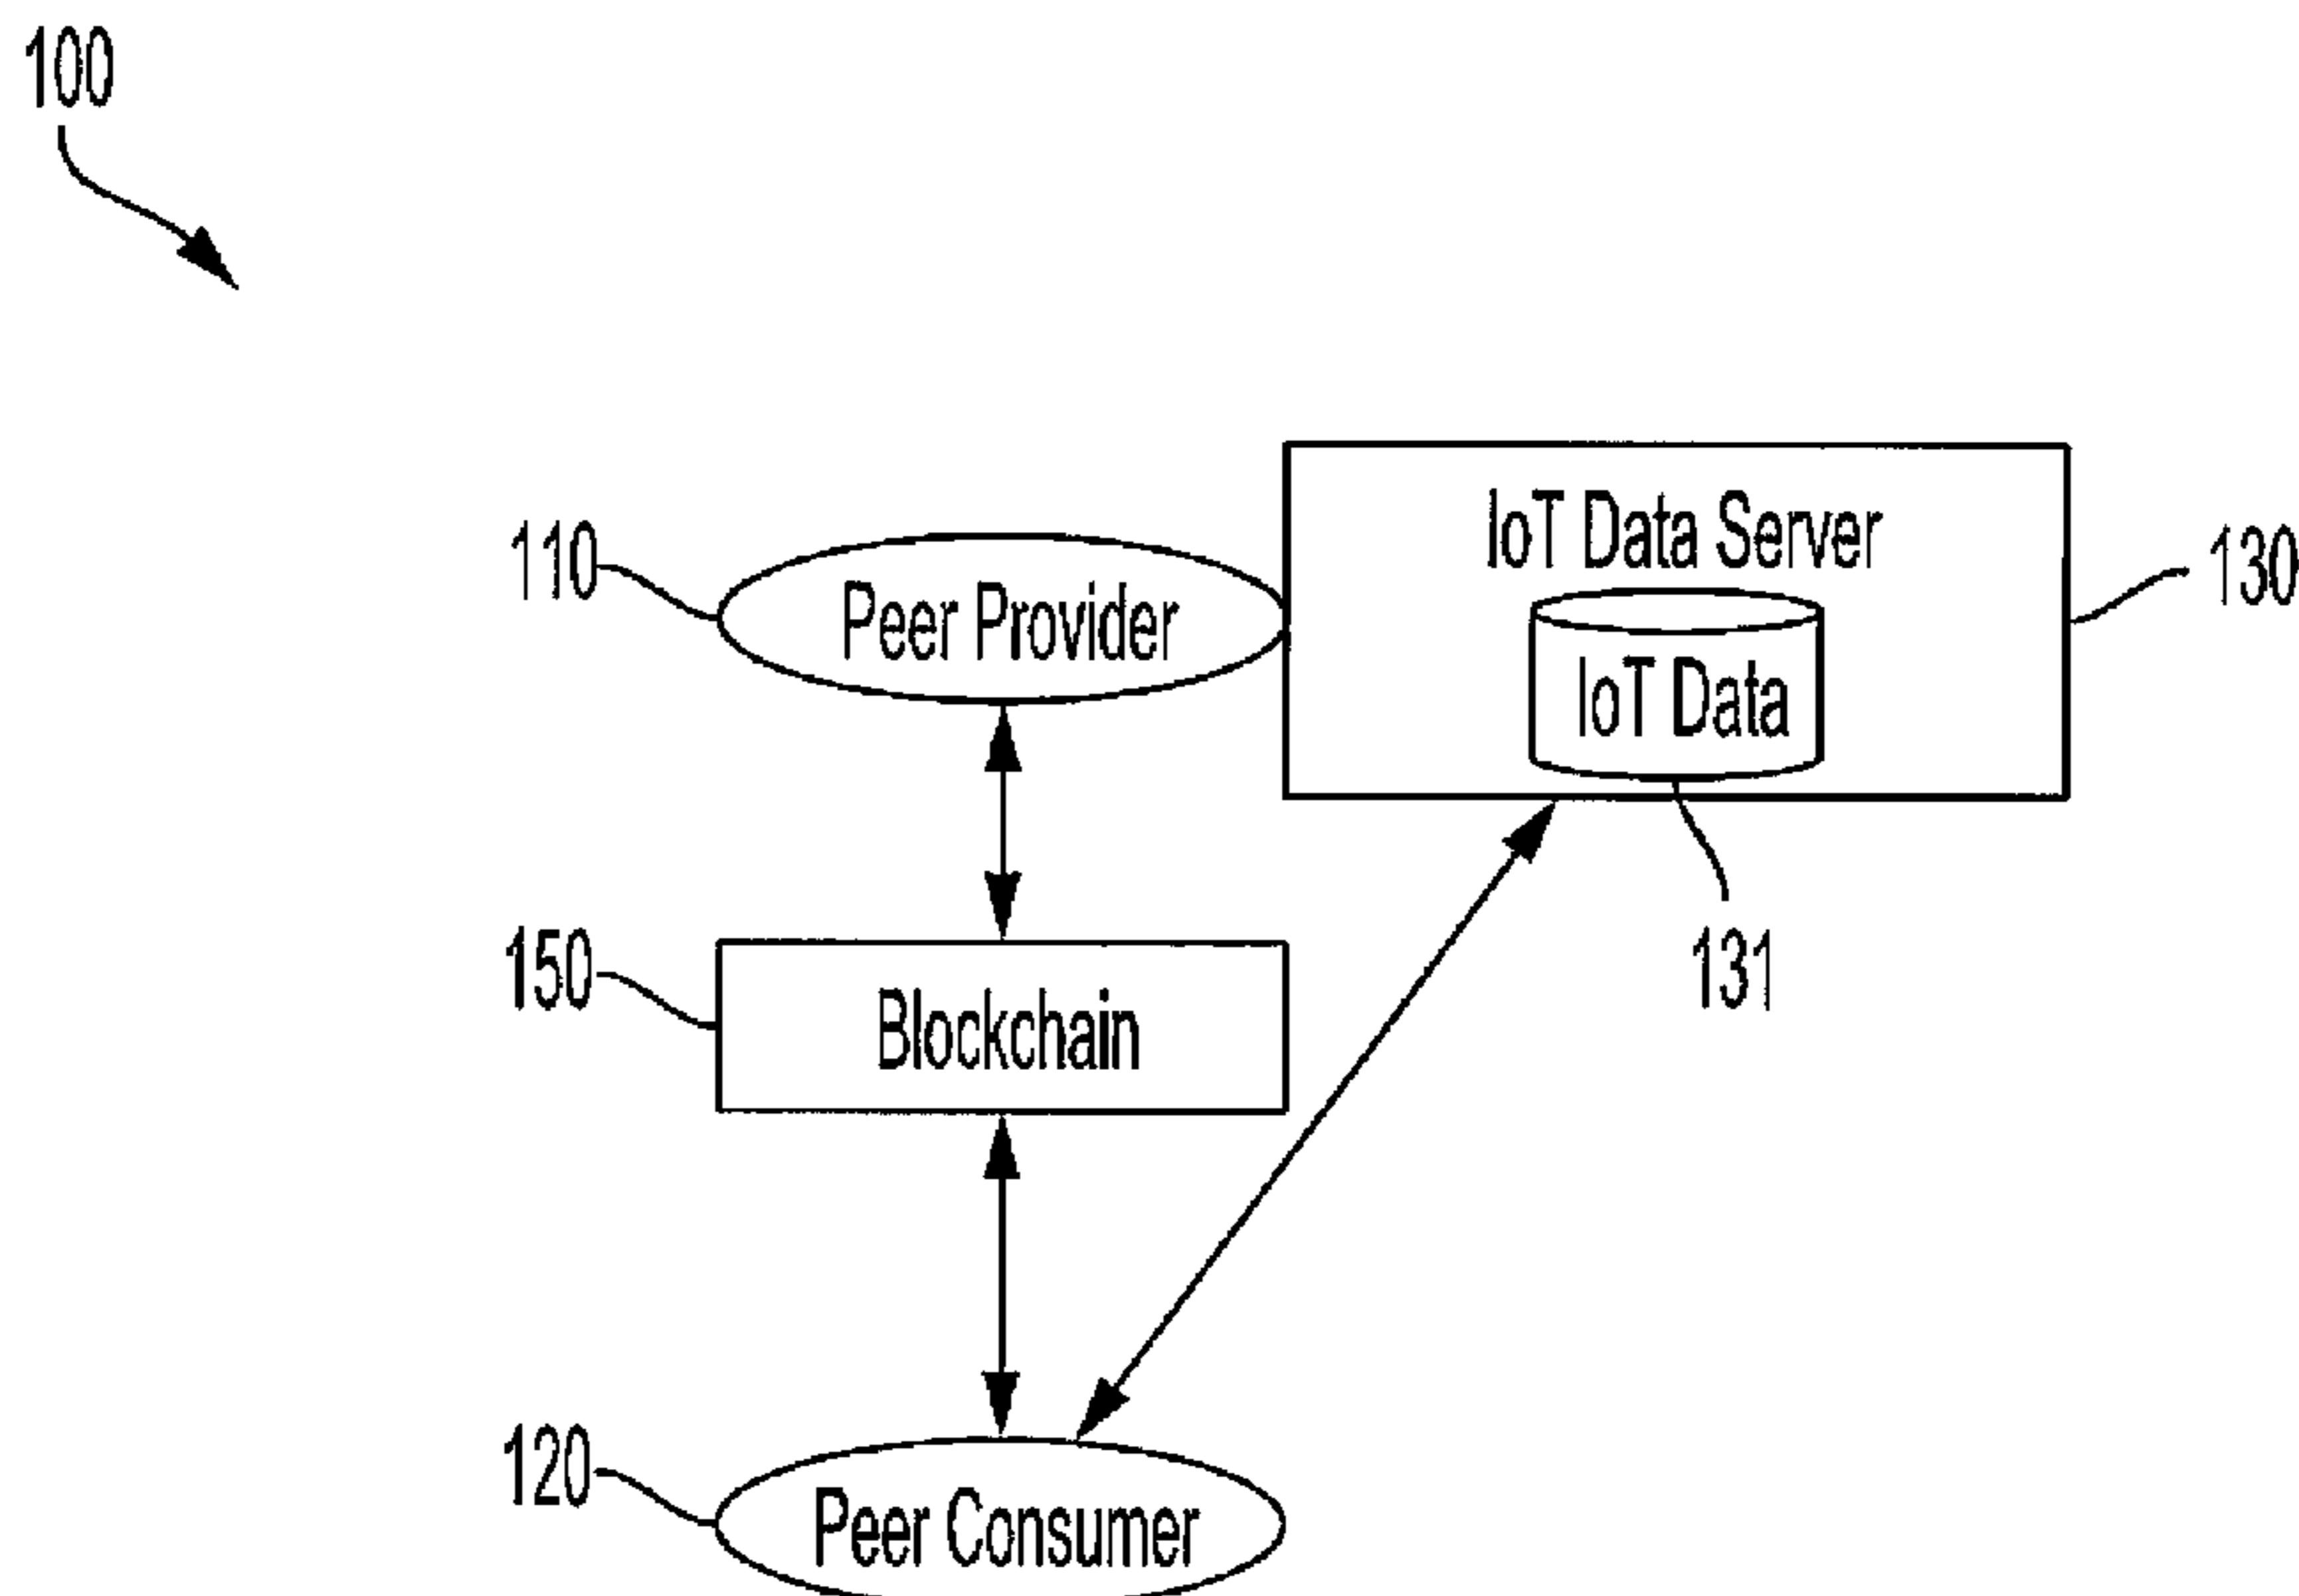 100
IoT Data Server
110
Peer Provider
130
IoT Data
150
Blockchain
131
120
Peer Consumer